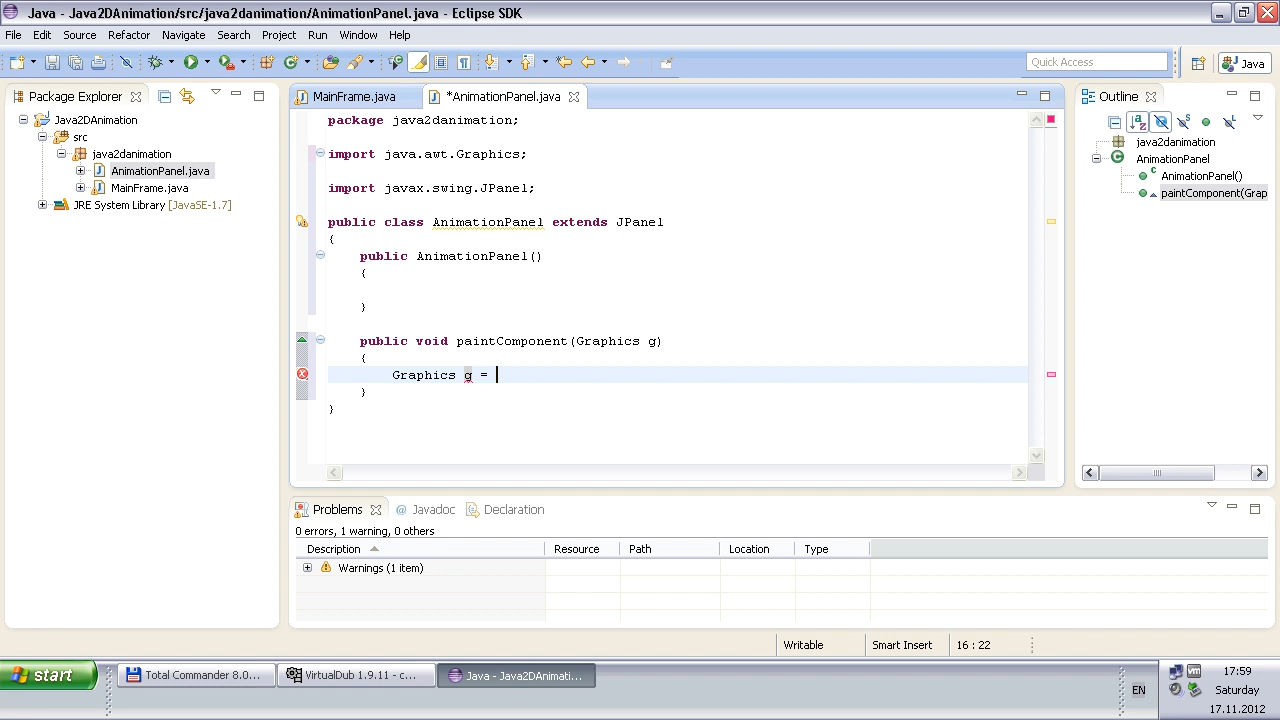 Java - Java2DAnimation/src/java2danimation/AnimationPanel.java - Eclipse SDK
File Edit Source Refactor Navigate Search Project Run Window Help
Quick Access
Java
Package Explorer
Java2DAnimation
src
java2danimation
AnimationPanel.java
MainFrame.java
JRE System Library [JavaSE-1.7]
MainFrame.java
*AnimationPanel.java
package java2danimation;
import java.awt.Graphics;
import javax.swing.JPanel;
public class AnimationPanel extends JPanel
{
public AnimationPanel()
{
}
public void paintComponent(Graphics g)
{
Graphics g =
}
}
Outline
java2danimation
AnimationPanel
AnimationPanel()
paintComponent(Grap
Problems
@ Javadoc
Declaration
0 errors, 1 warning, 0 others
Description Resource Path Location Type
Warnings (1 item)
Writable
Smart Insert
16 : 22
start
Total Commander 8.0...
VirtualDub 1.9.11 - c...
Java - Java2DAnimati...
EN
17:59
Saturday
17.11.2012